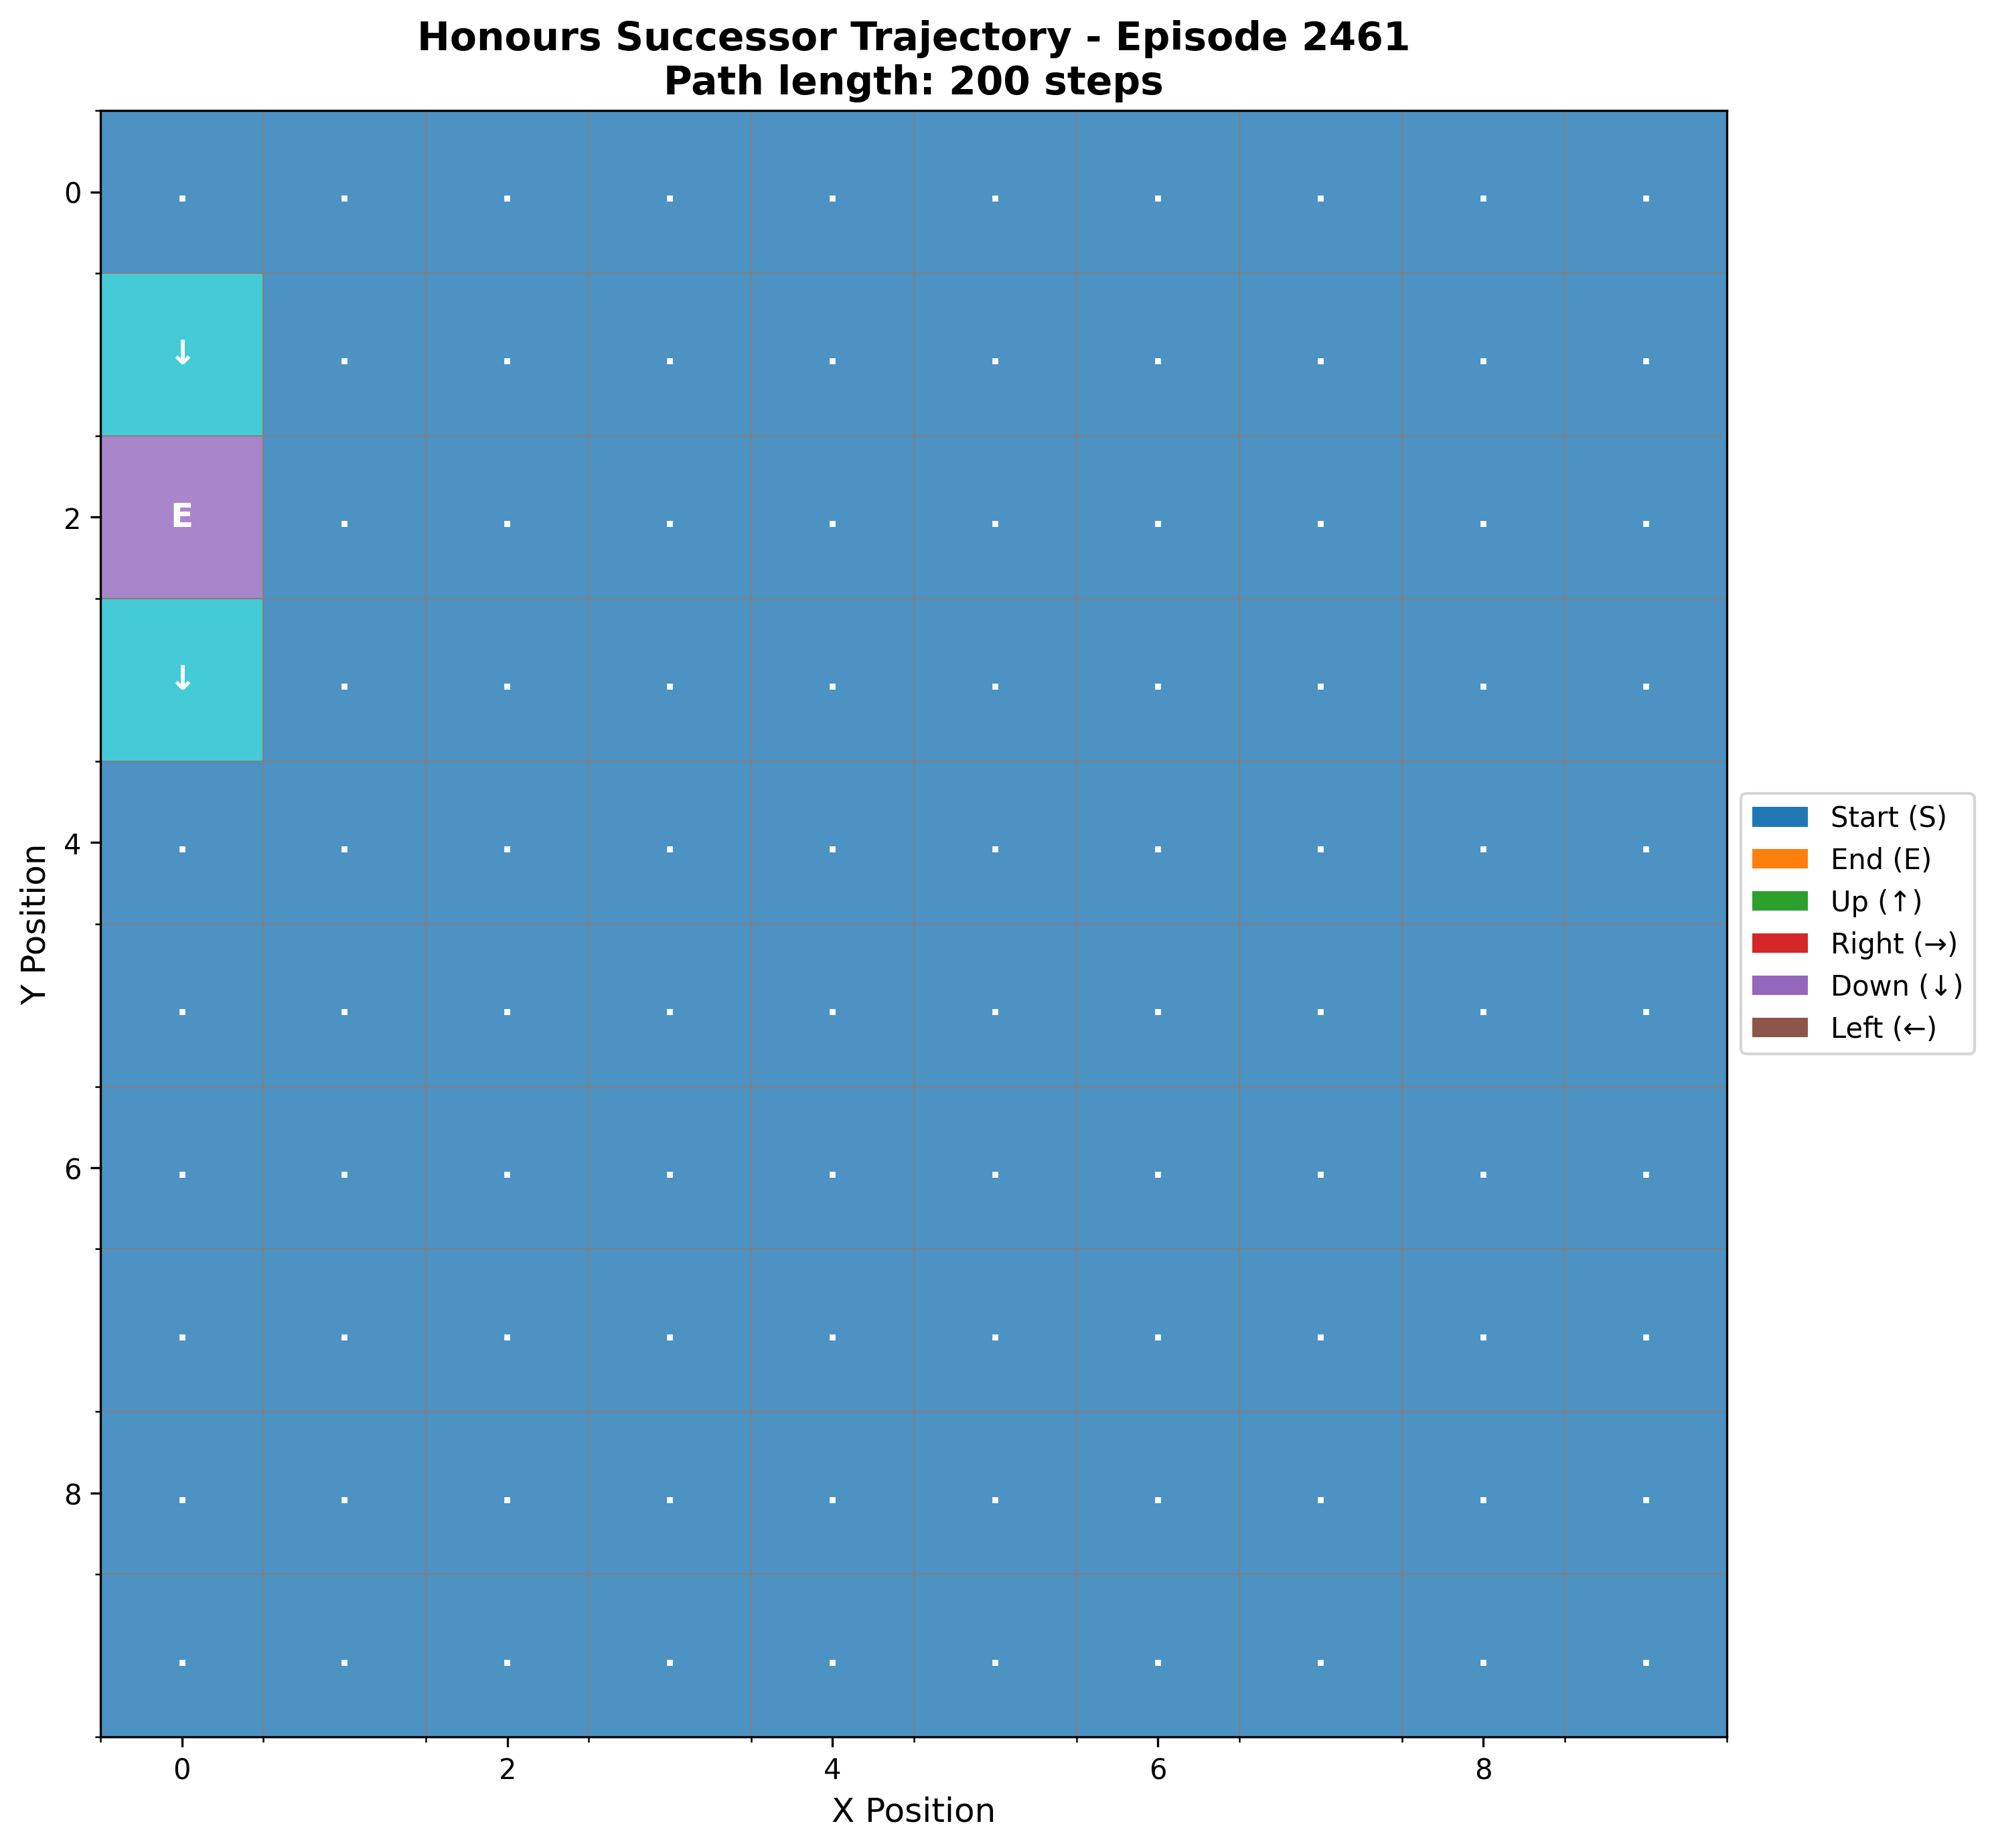 Honours Successor Trajectory - Episode 2461
Path length: 200 steps
0
↓
2
E
↓
4
6
8
Y Position
0 2 4 6 8
X Position
Start (S)
End (E)
Up (↑)
Right (→)
Down (↓)
Left (←)